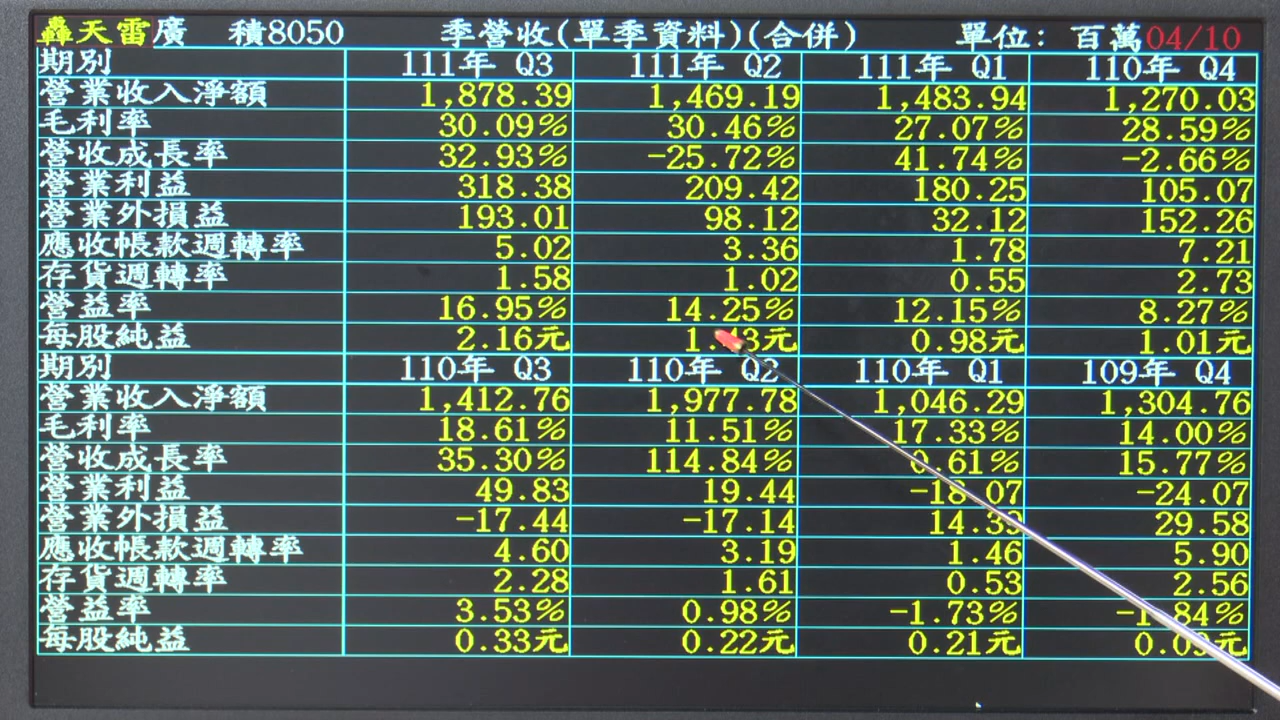 轟天雷廣 積8050 季營收(單季資料)(合併) 單位: 百萬04/10
期別 111年 Q3 111年 Q2 111年 Q1 110年 Q4
營業收入淨額 1,878.39 1,469.19 1,483.94 1,270.03
毛利率 30.09% 30.46% 27.07% 28.59%
營收成長率 32.93% -25.72% 41.74% -2.66%
營業利益 318.38 209.42 180.25 105.07
營業外損益 193.01 98.12 32.12 152.26
應收帳款週轉率 5.02 3.36 1.78 7.21
存貨週轉率 1.58 1.02 0.55 2.73
營益率 16.95% 14.25% 12.15% 8.27%
每股純益 2.16元 0.98元 1.01元
期別 110年 Q3 110年 Q2 110年 Q1 109年 Q4
營業收入淨額 1,412.76 1,977.78 1,046.29 1,304.76
毛利率 18.61% 11.51% 17.33% 14.00%
營收成長率 35.30% 114.84% 0.61% 15.77%
營業利益 49.83 19.44 -18.07 -24.07
營業外損益 -17.44 -17.14 29.58
應收帳款週轉率 4.60 3.19 1.46 5.90
存貨週轉率 2.28 1.61 0.53 2.56
營益率 3.53% 0.98% -1.73% -1.84%
每股純益 0.33元 0.22元 0.21元